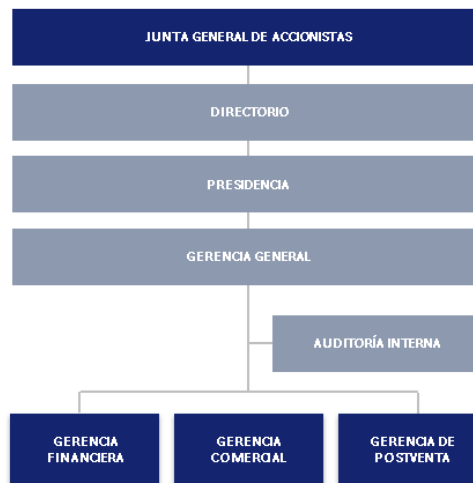 JUNTA GENERAL DE ACCIONISTAS
DIRECTORIO
PRESIDENCIA
GERENCIA GENERAL
AUDITORÍA INTERNA
GERENCIA
FINANCIERA
GERENCIA
COMERCIAL
GERENCIA DE
POSTVENTA